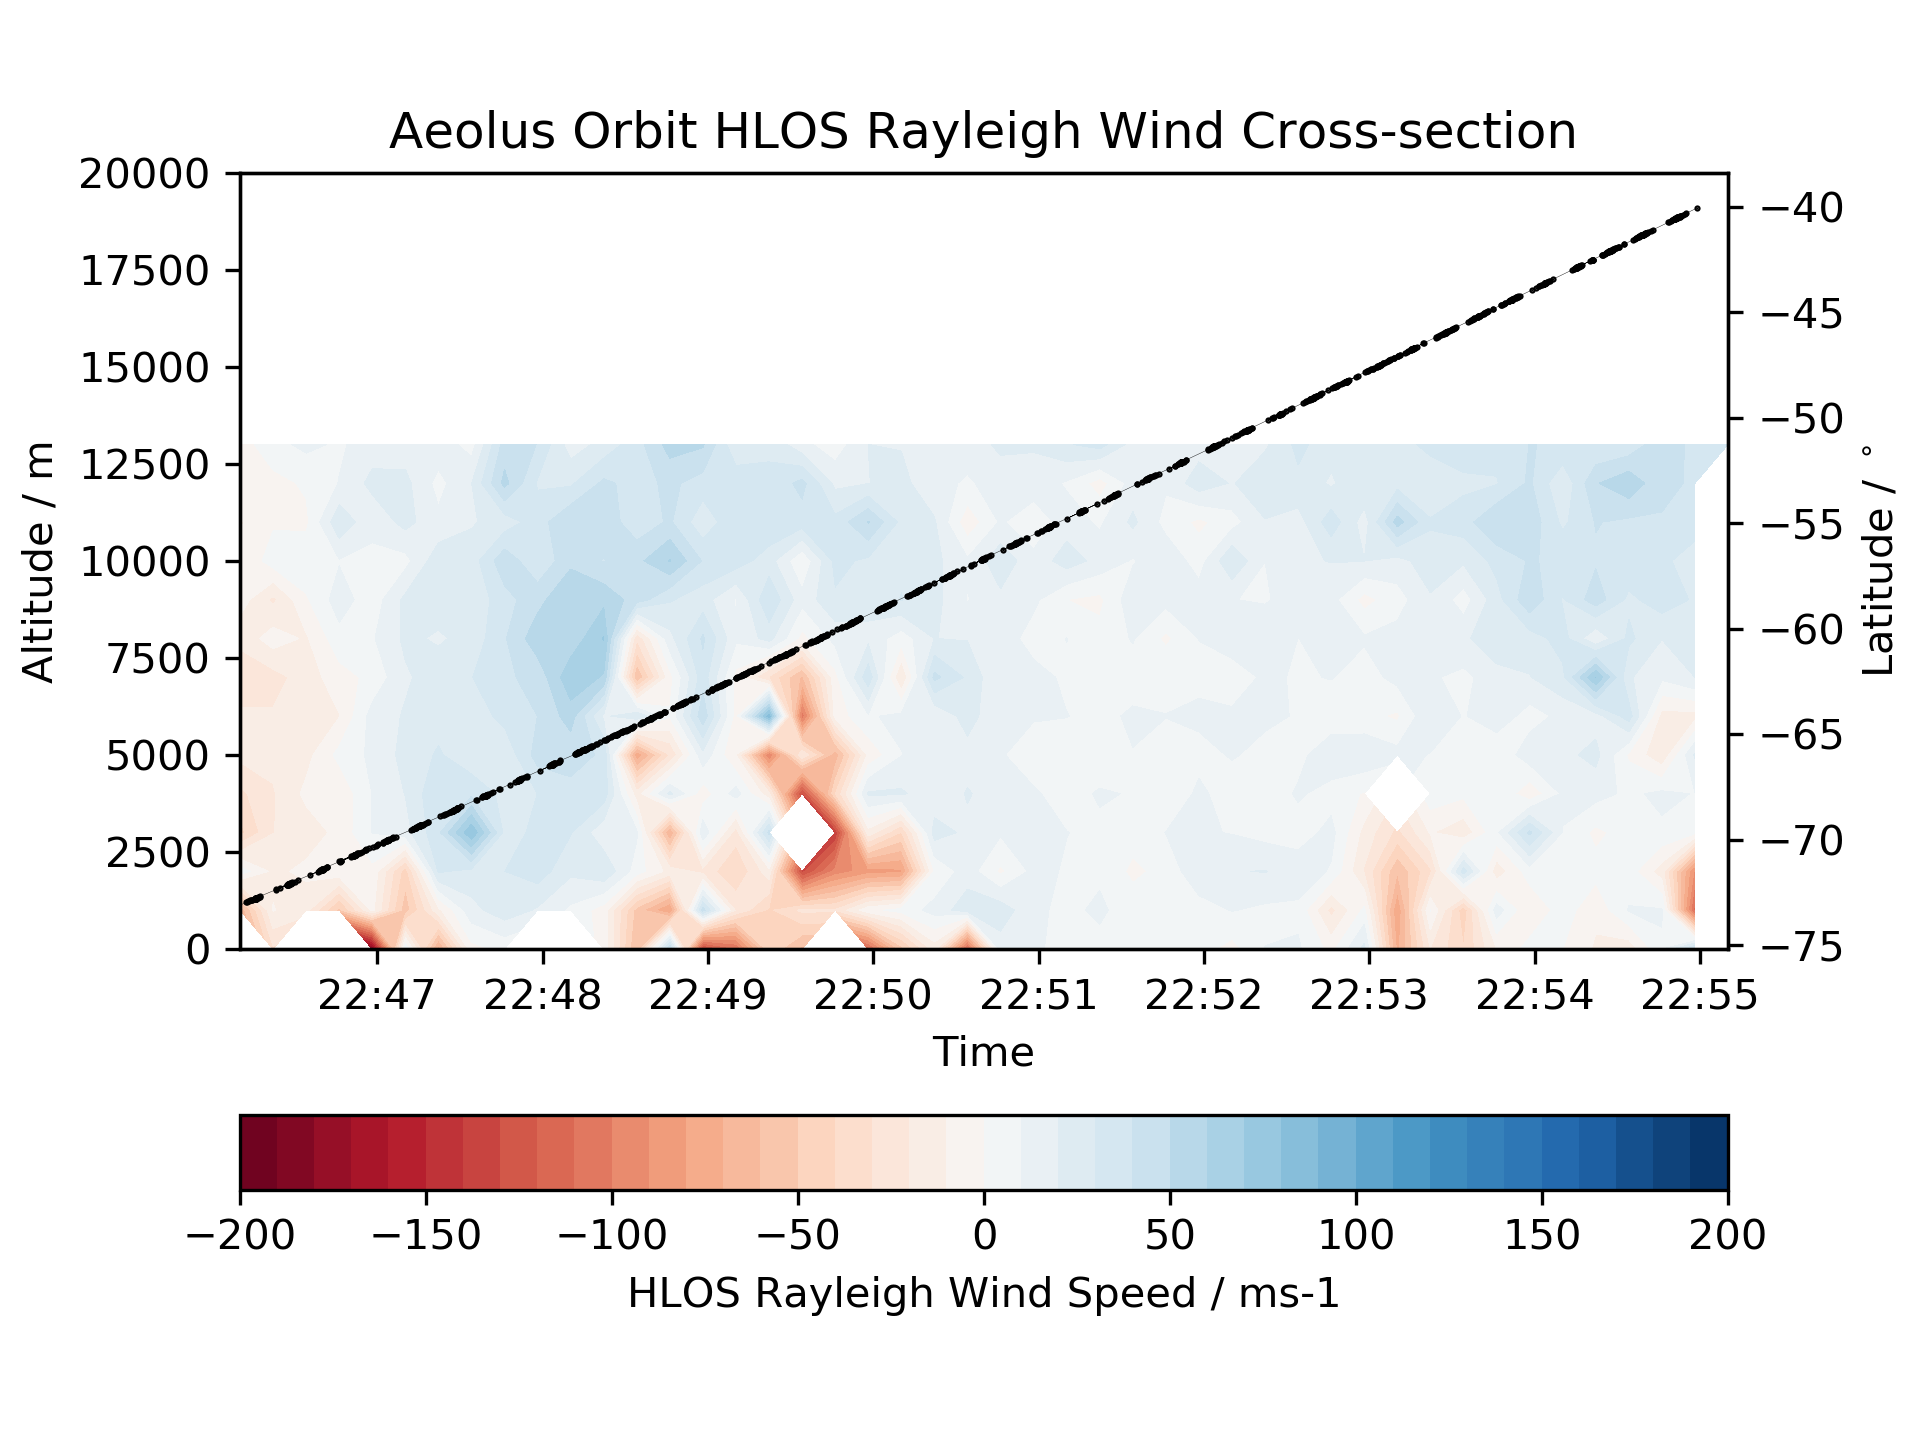 Aeolus Orbit HLOS Rayleigh Wind Cross-section
20000
17500
15000
12500
10000
7500
5000
2500
0
Altitude / m
−40
−45
−50
−55
−60
−65
−70
−75
Latitude / °
22:47 22:48 22:49 22:50 22:51 22:52 22:53 22:54 22:55
Time
−200 −150 −100 −50 0 50 100 150 200
HLOS Rayleigh Wind Speed / ms-1